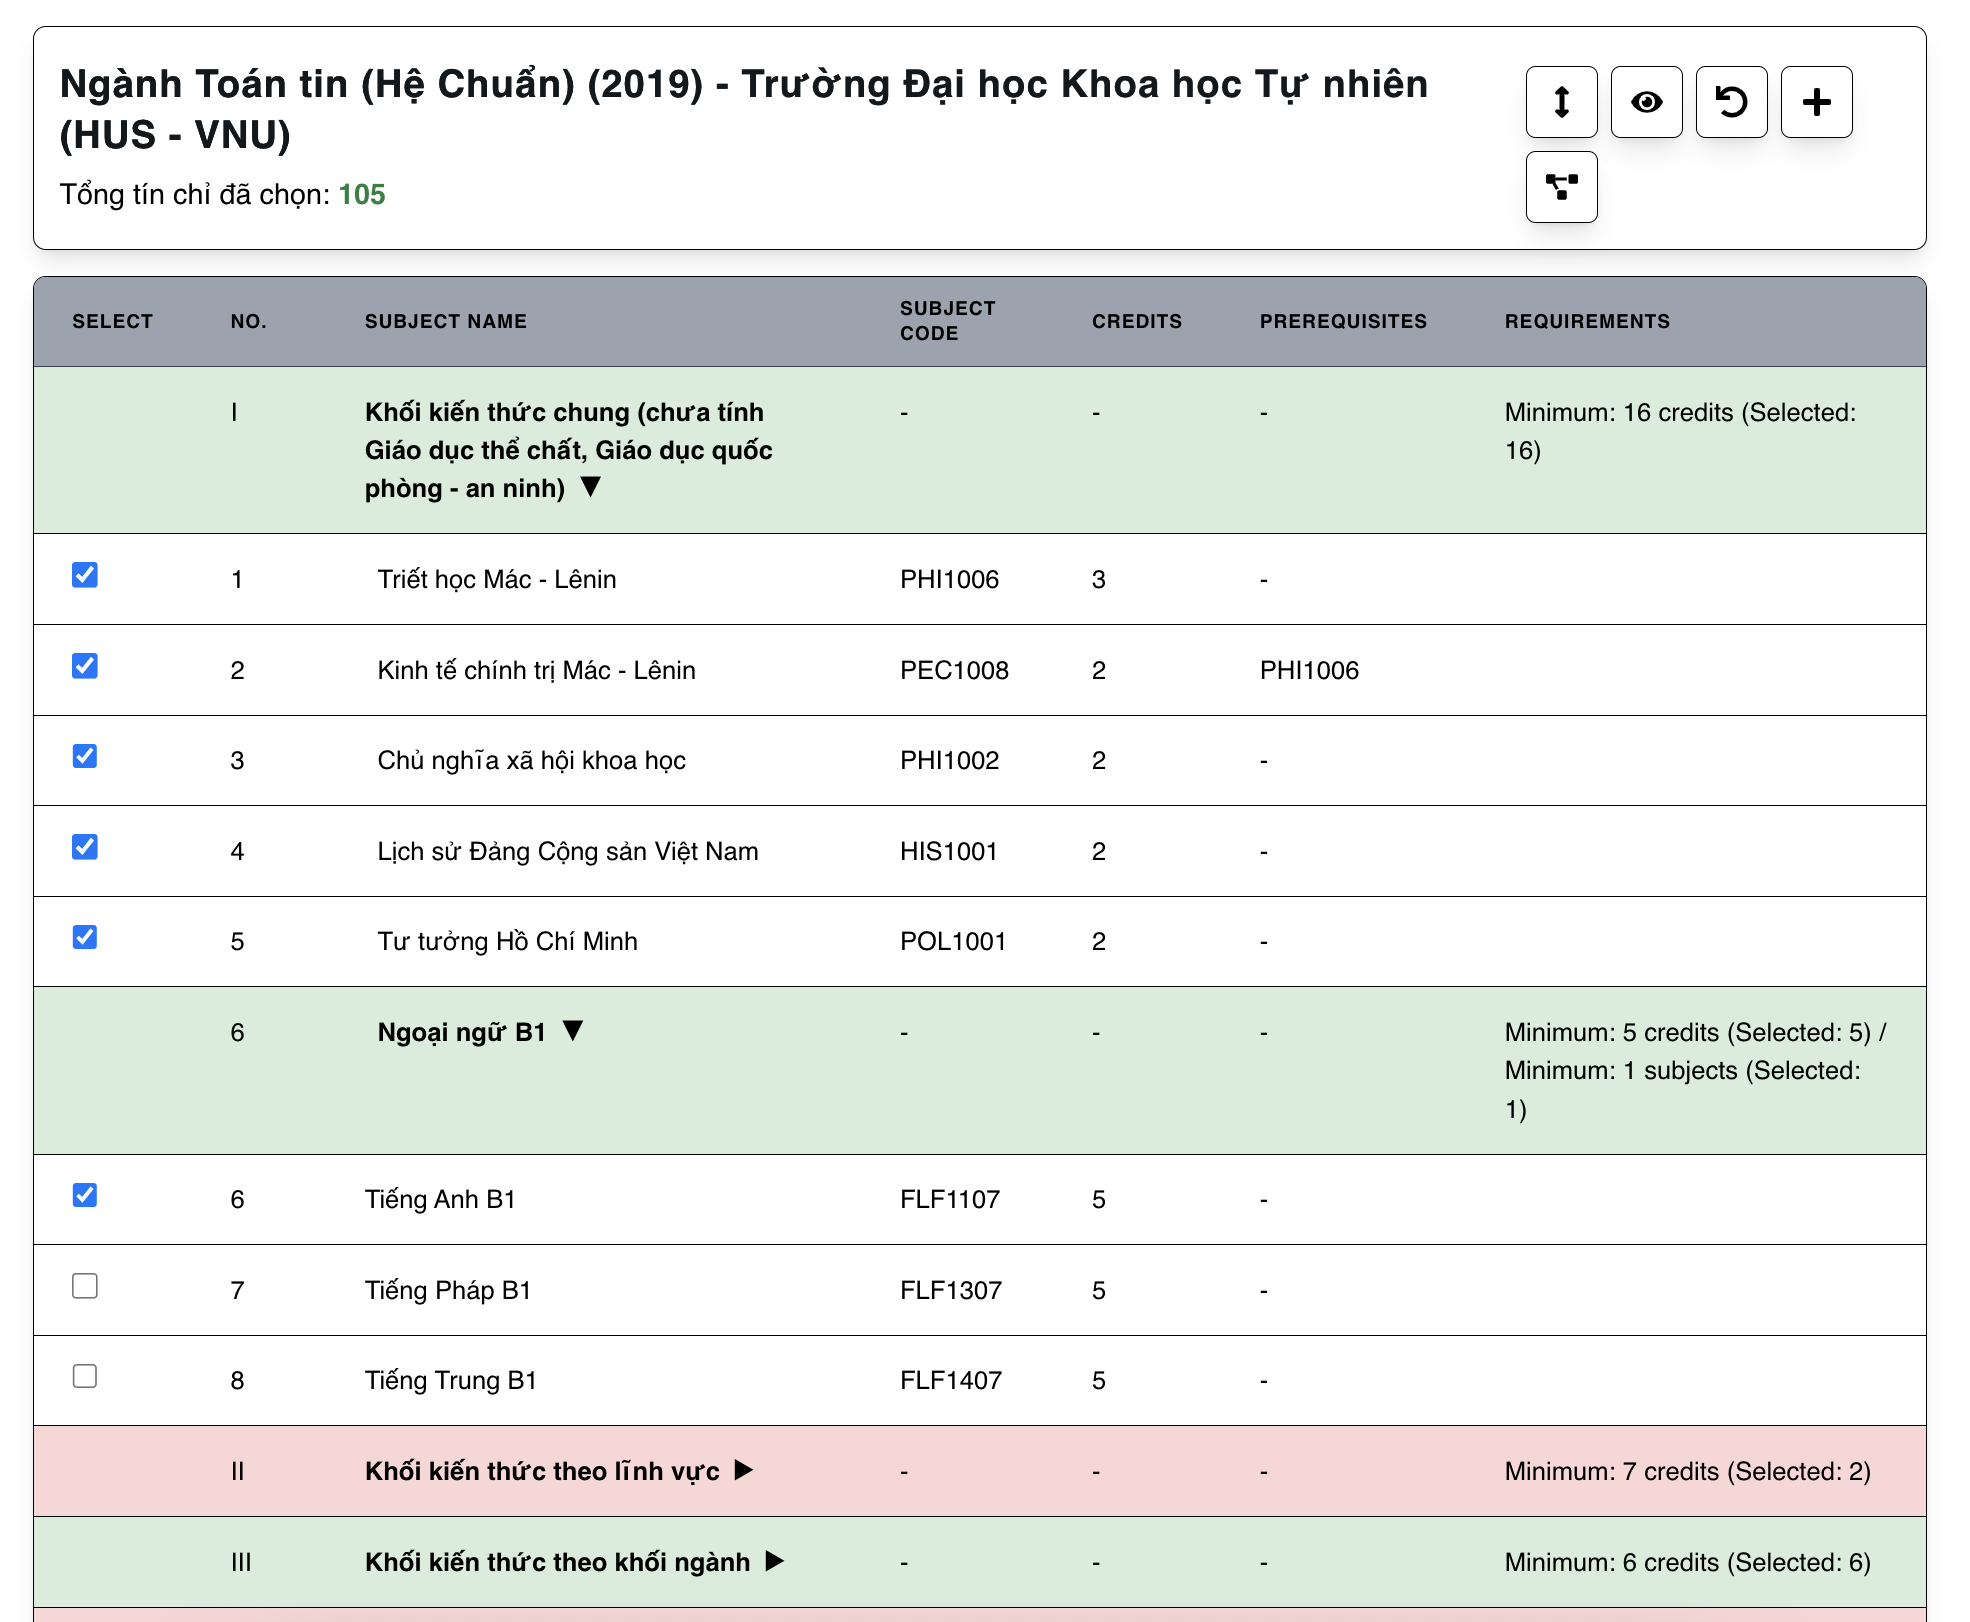 Ngành Toán tin (Hệ Chuẩn) (2019) - Trường Đại học Khoa học Tự nhiên
(HUS - VNU)
Tổng tín chỉ đã chọn: 105
SELECT NO. SUBJECT NAME SUBJECT CODE CREDITS PREREQUISITES REQUIREMENTS
I Khối kiến thức chung (chưa tính - - - Minimum: 16 credits (Selected:
Giáo dục thể chất, Giáo dục quốc 16)
phòng - an ninh) ▼
1 Triết học Mác - Lênin PHI1006 3 -
2 Kinh tế chính trị Mác - Lênin PEC1008 2 PHI1006
3 Chủ nghĩa xã hội khoa học PHI1002 2 -
4 Lịch sử Đảng Cộng sản Việt Nam HIS1001 2 -
5 Tư tưởng Hồ Chí Minh POL1001 2 -
6 Ngoại ngữ B1 ▼ - - - Minimum: 5 credits (Selected: 5) /
Minimum: 1 subjects (Selected:
1)
6 Tiếng Anh B1 FLF1107 5 -
7 Tiếng Pháp B1 FLF1307 5 -
8 Tiếng Trung B1 FLF1407 5 -
II Khối kiến thức theo lĩnh vực ▶ - - - Minimum: 7 credits (Selected: 2)
III Khối kiến thức theo khối ngành ▶ - - - Minimum: 6 credits (Selected: 6)